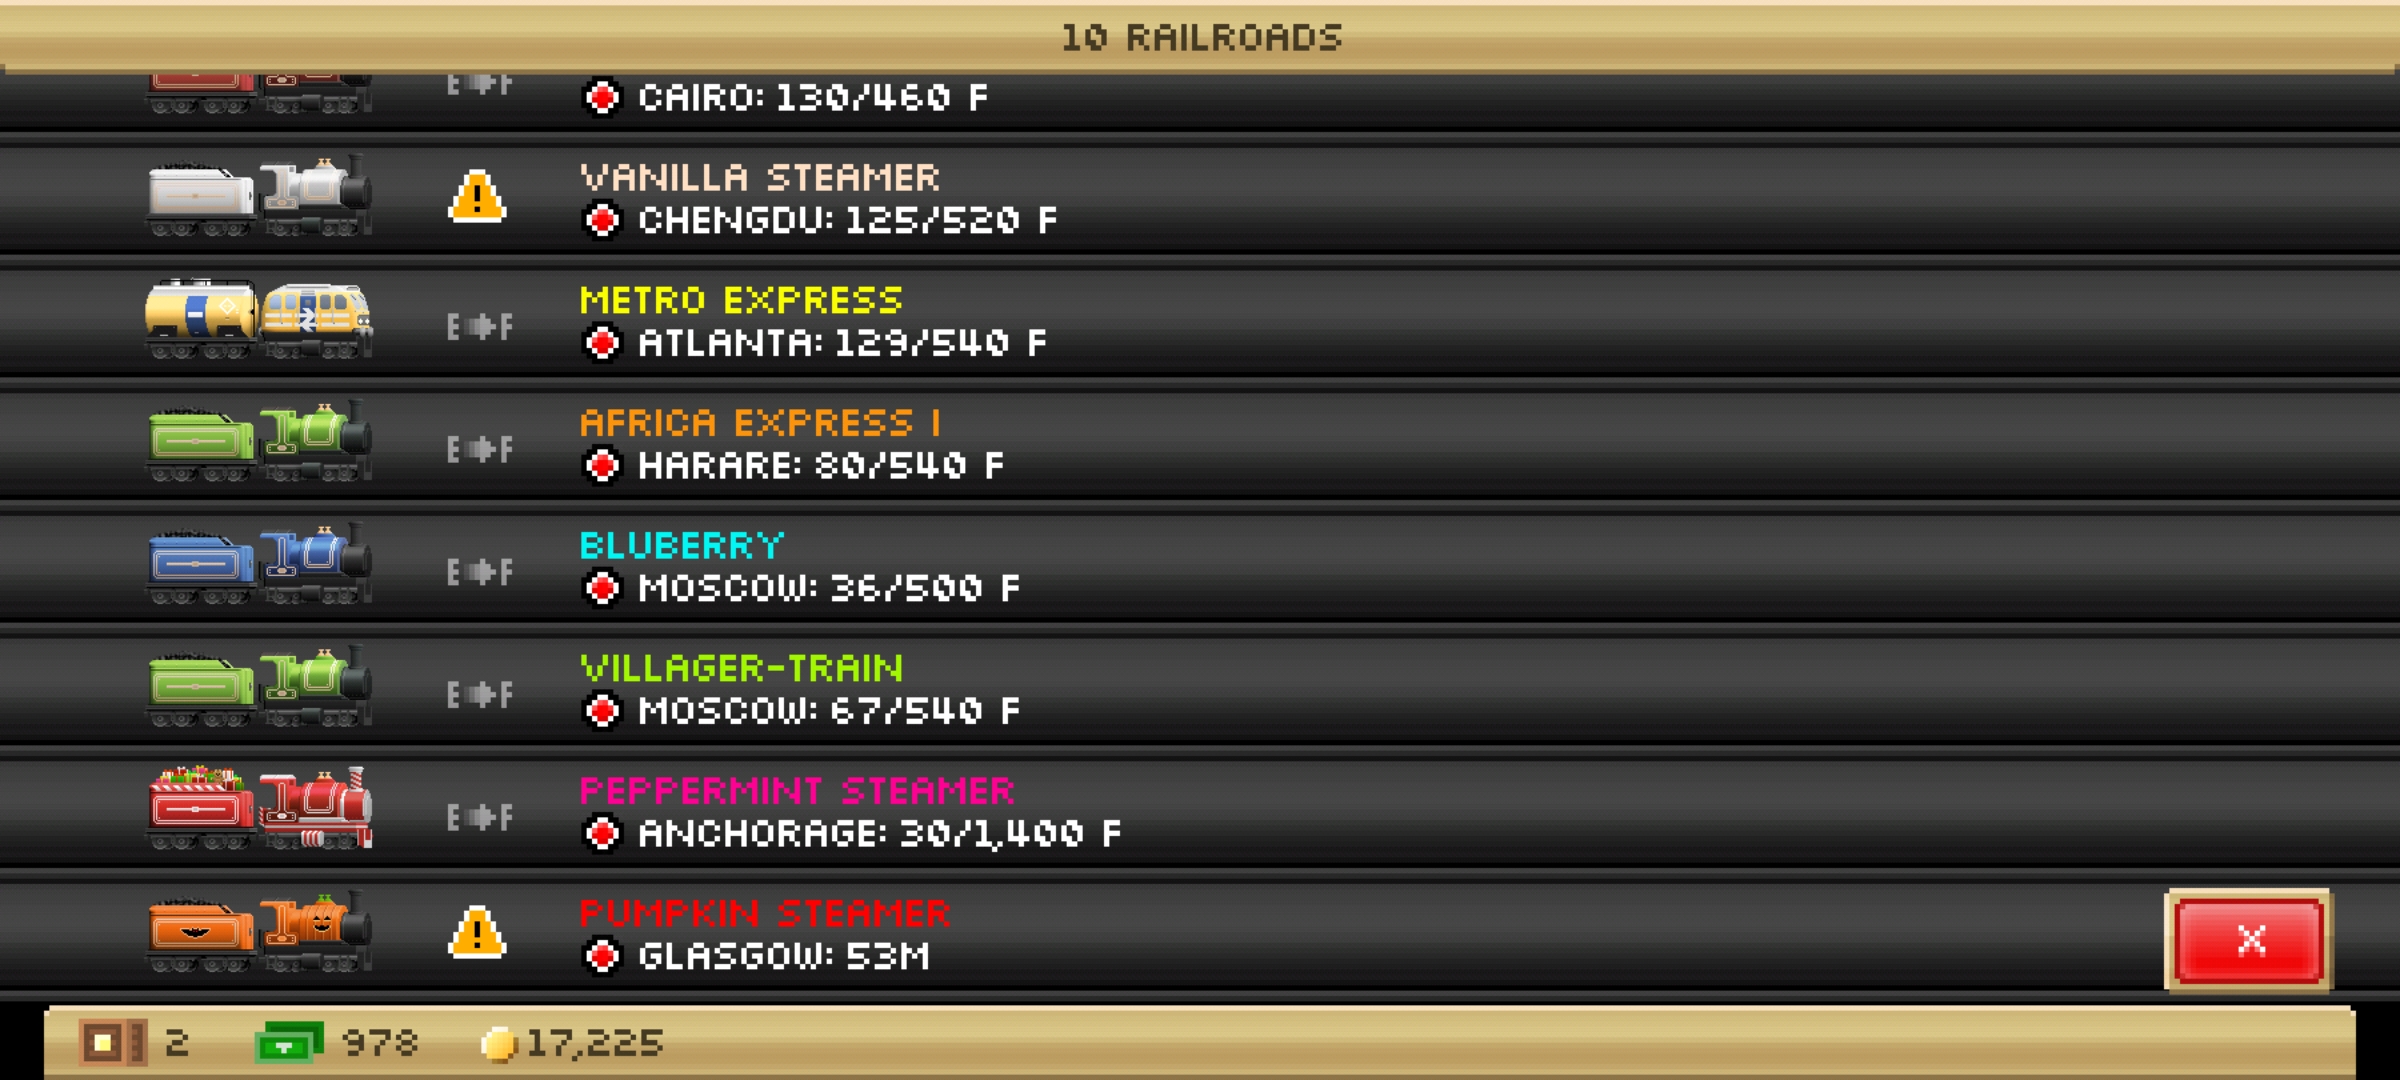 10 RAILROADS
E F
CAIRO: 130/460 F
VANILLA STEAMER
! CHENGDU: 125/520 F
METRO EXPRESS
E F
ATLANTA: 129/540 F
AFRICA EXPRESS I
E F
HARARE: 80/540 F
BLUBERRY
E F
MOSCOW: 36/500 F
VILLAGER-TRAIN
E F
MOSCOW: 67/540 F
PEPPERMINT STEAMER
E F
ANCHORAGE: 30/1,400 F
PUMPKIN STEAMER
! GLASGOW: 53M
X
2 978 17,225